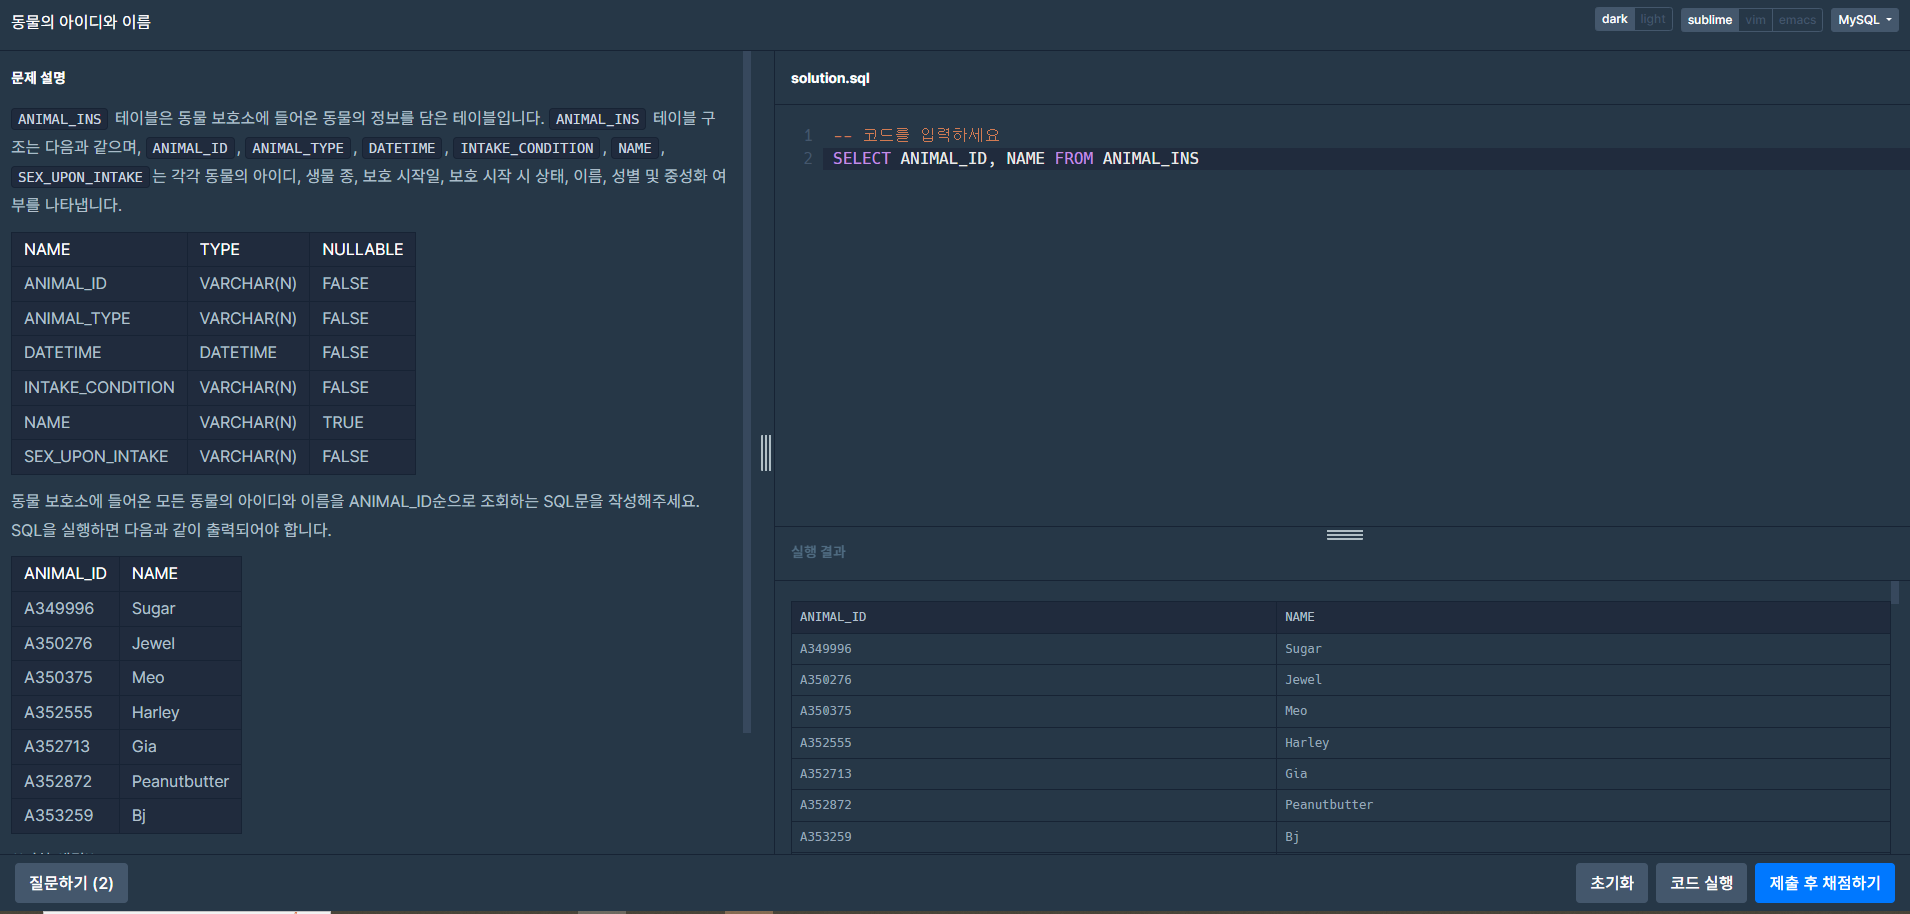 동물의 아이디와 이름
dark light sublime vim emacs MySQL
문제 설명
ANIMAL_INS 테이블은 동물 보호소에 들어온 동물의 정보를 담은 테이블입니다. ANIMAL_INS 테이블 구
조는 다음과 같으며, ANIMAL_ID, ANIMAL_TYPE, DATETIME, INTAKE_CONDITION, NAME,
SEX_UPON_INTAKE는 각각 동물의 아이디, 생물 종, 보호 시작일, 보호 시작 시 상태, 이름, 성별 및 중성화 여
부를 나타냅니다.
NAME TYPE NULLABLE
ANIMAL_ID VARCHAR(N) FALSE
ANIMAL_TYPE VARCHAR(N) FALSE
DATETIME DATETIME FALSE
INTAKE_CONDITION VARCHAR(N) FALSE
NAME VARCHAR(N) TRUE
SEX_UPON_INTAKE VARCHAR(N) FALSE
동물 보호소에 들어온 모든 동물의 아이디와 이름을 ANIMAL_ID순으로 조회하는 SQL문을 작성해주세요.
SQL을 실행하면 다음과 같이 출력되어야 합니다.
ANIMAL_ID NAME
A349996 Sugar
A350276 Jewel
A350375 Meo
A352555 Harley
A352713 Gia
A352872 Peanutbutter
A353259 Bj
solution.sql
1 -- 코드를 입력하세요
2 SELECT ANIMAL_ID, NAME FROM ANIMAL_INS
실행 결과
ANIMAL_ID NAME
A349996 Sugar
A350276 Jewel
A350375 Meo
A352555 Harley
A352713 Gia
A352872 Peanutbutter
A353259 Bj
질문하기 (2)
초기화 코드 실행 제출 후 채점하기